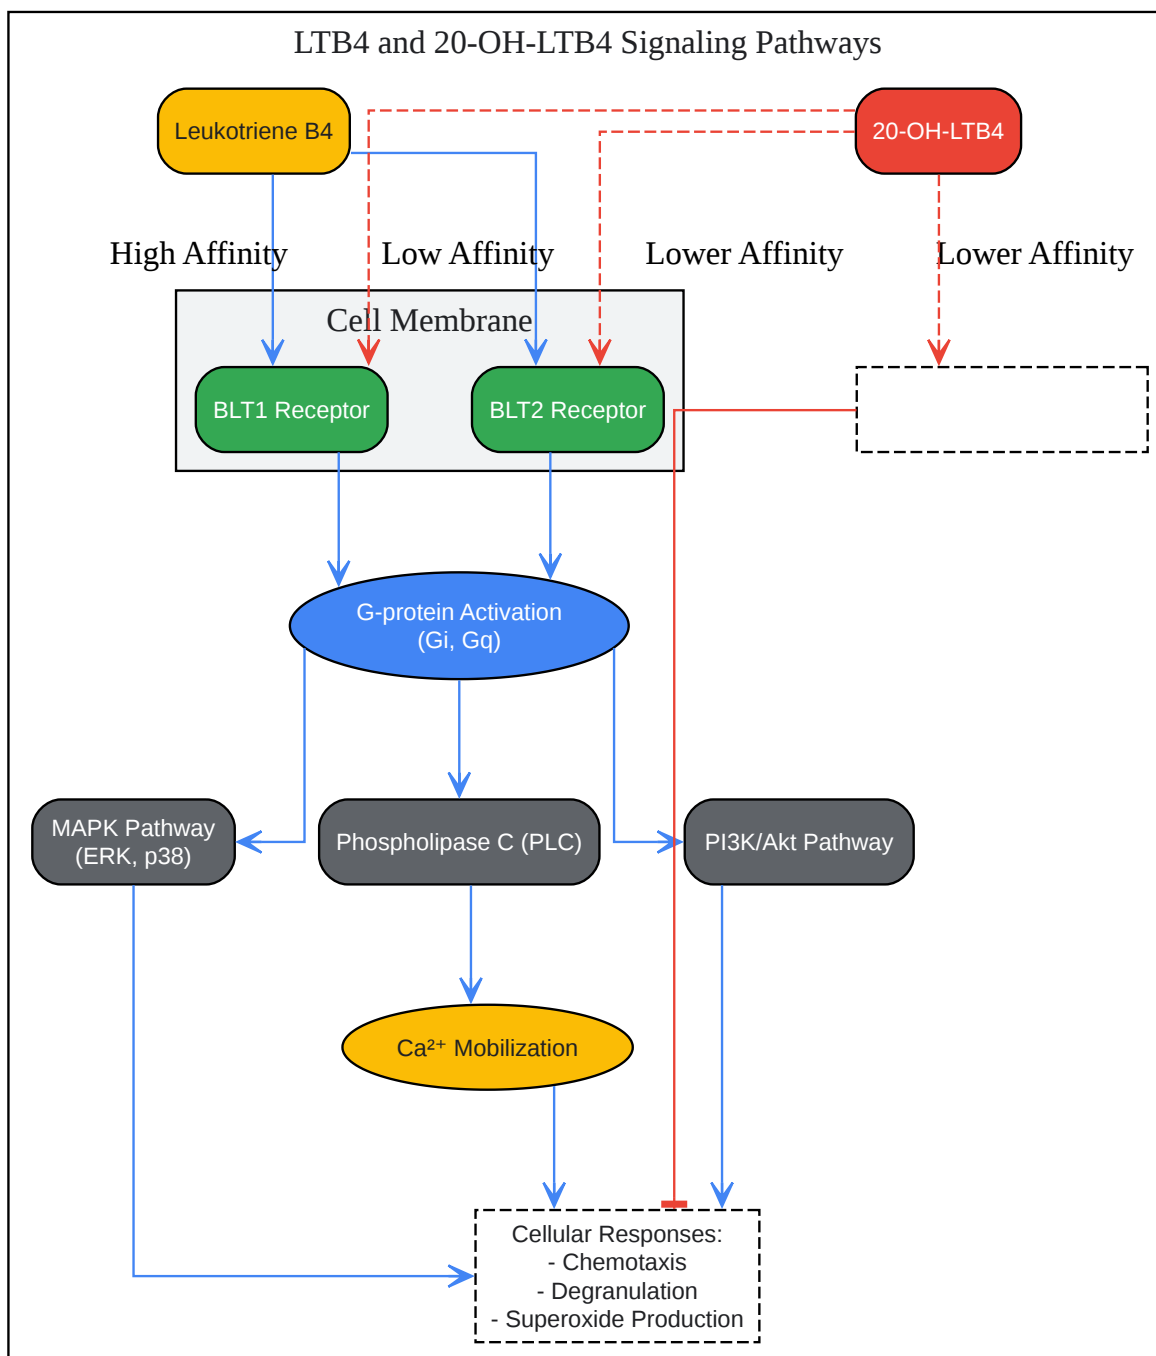 LTB4 and 20-OH-LTB4 Signaling Pathways
Leukotriene B4
20-OH-LTB4
High Affinity
Low Affinity
Lower Affinity
Lower Affinity
Cell Membrane
BLT1 Receptor
BLT2 Receptor
G-protein Activation
(Gi, Gq)
MAPK Pathway
(ERK, p38)
Phospholipase C (PLC)
PI3K/Akt Pathway
Ca²⁺ Mobilization
Cellular Responses:
- Chemotaxis
- Degranulation
- Superoxide Production